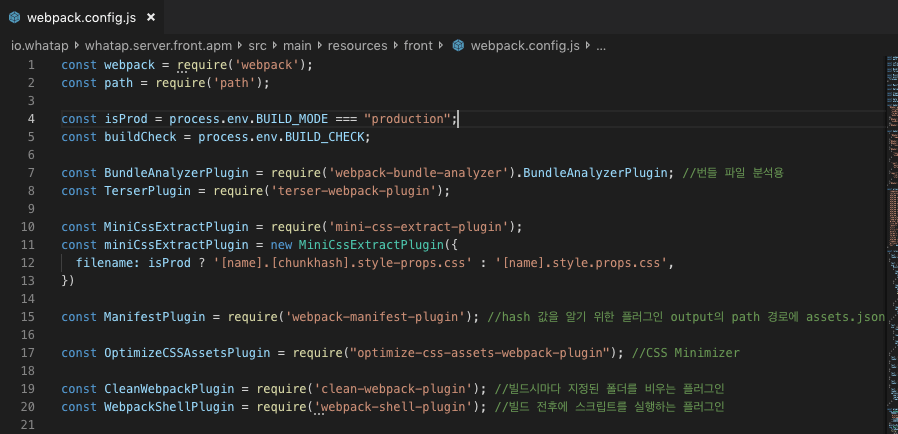 webpack.config.js ×
io.whatap › whatap.server.front.apm › src › main › resources › front › webpack.config.js › ...
1 const webpack = require('webpack');
2 const path = require('path');
3
4 const isProd = process.env.BUILD_MODE === "production";
5 const buildCheck = process.env.BUILD_CHECK;
6
7 const BundleAnalyzerPlugin = require('webpack-bundle-analyzer').BundleAnalyzerPlugin; //번들 파일 분석용
8 const TerserPlugin = require('terser-webpack-plugin');
9
10 const MiniCssExtractPlugin = require('mini-css-extract-plugin');
11 const miniCssExtractPlugin = new MiniCssExtractPlugin({
12 filename: isProd ? '[name].[chunkhash].style-props.css' : '[name].style.props.css',
13 })
14
15 const ManifestPlugin = require('webpack-manifest-plugin'); //hash 값을 알기 위한 플러그인 output의 path 경로에 assets.json
16
17 const OptimizeCSSAssetsPlugin = require("optimize-css-assets-webpack-plugin"); //CSS Minimizer
18
19 const CleanWebpackPlugin = require('clean-webpack-plugin'); //빌드시마다 지정된 폴더를 비우는 플러그인
20 const WebpackShellPlugin = require('webpack-shell-plugin'); //빌드 전후에 스크립트를 실행하는 플러그인
21